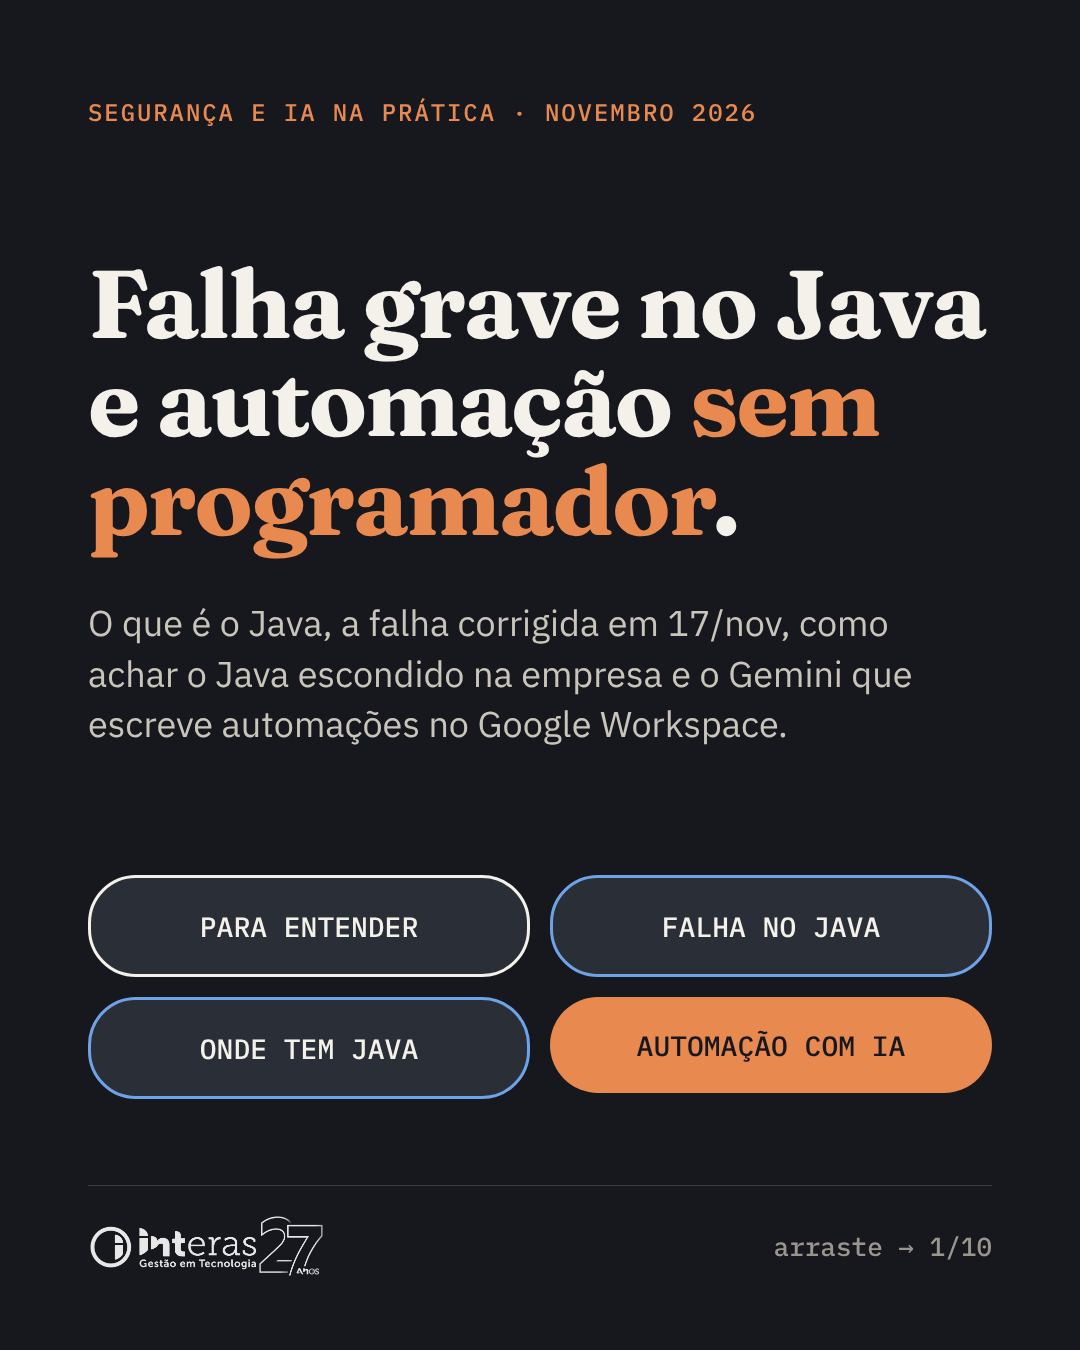 SEGURANÇA E IA NA PRÁTICA · NOVEMBRO 2026
Falha grave no Java
e automação sem
programador.
O que é o Java, a falha corrigida em 17/nov, como
achar o Java escondido na empresa e o Gemini que
escreve automações no Google Workspace.
PARA ENTENDER
FALHA NO JAVA
ONDE TEM JAVA
AUTOMAÇÃO COM IA
interas 27
Gestão em Tecnologia
ANOS
arraste → 1/10